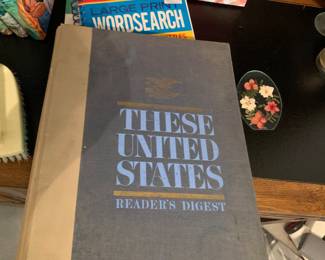 LARGE PRINT
WORDSEARCH
THESE
UNITED
STATES
READER'S DIGEST